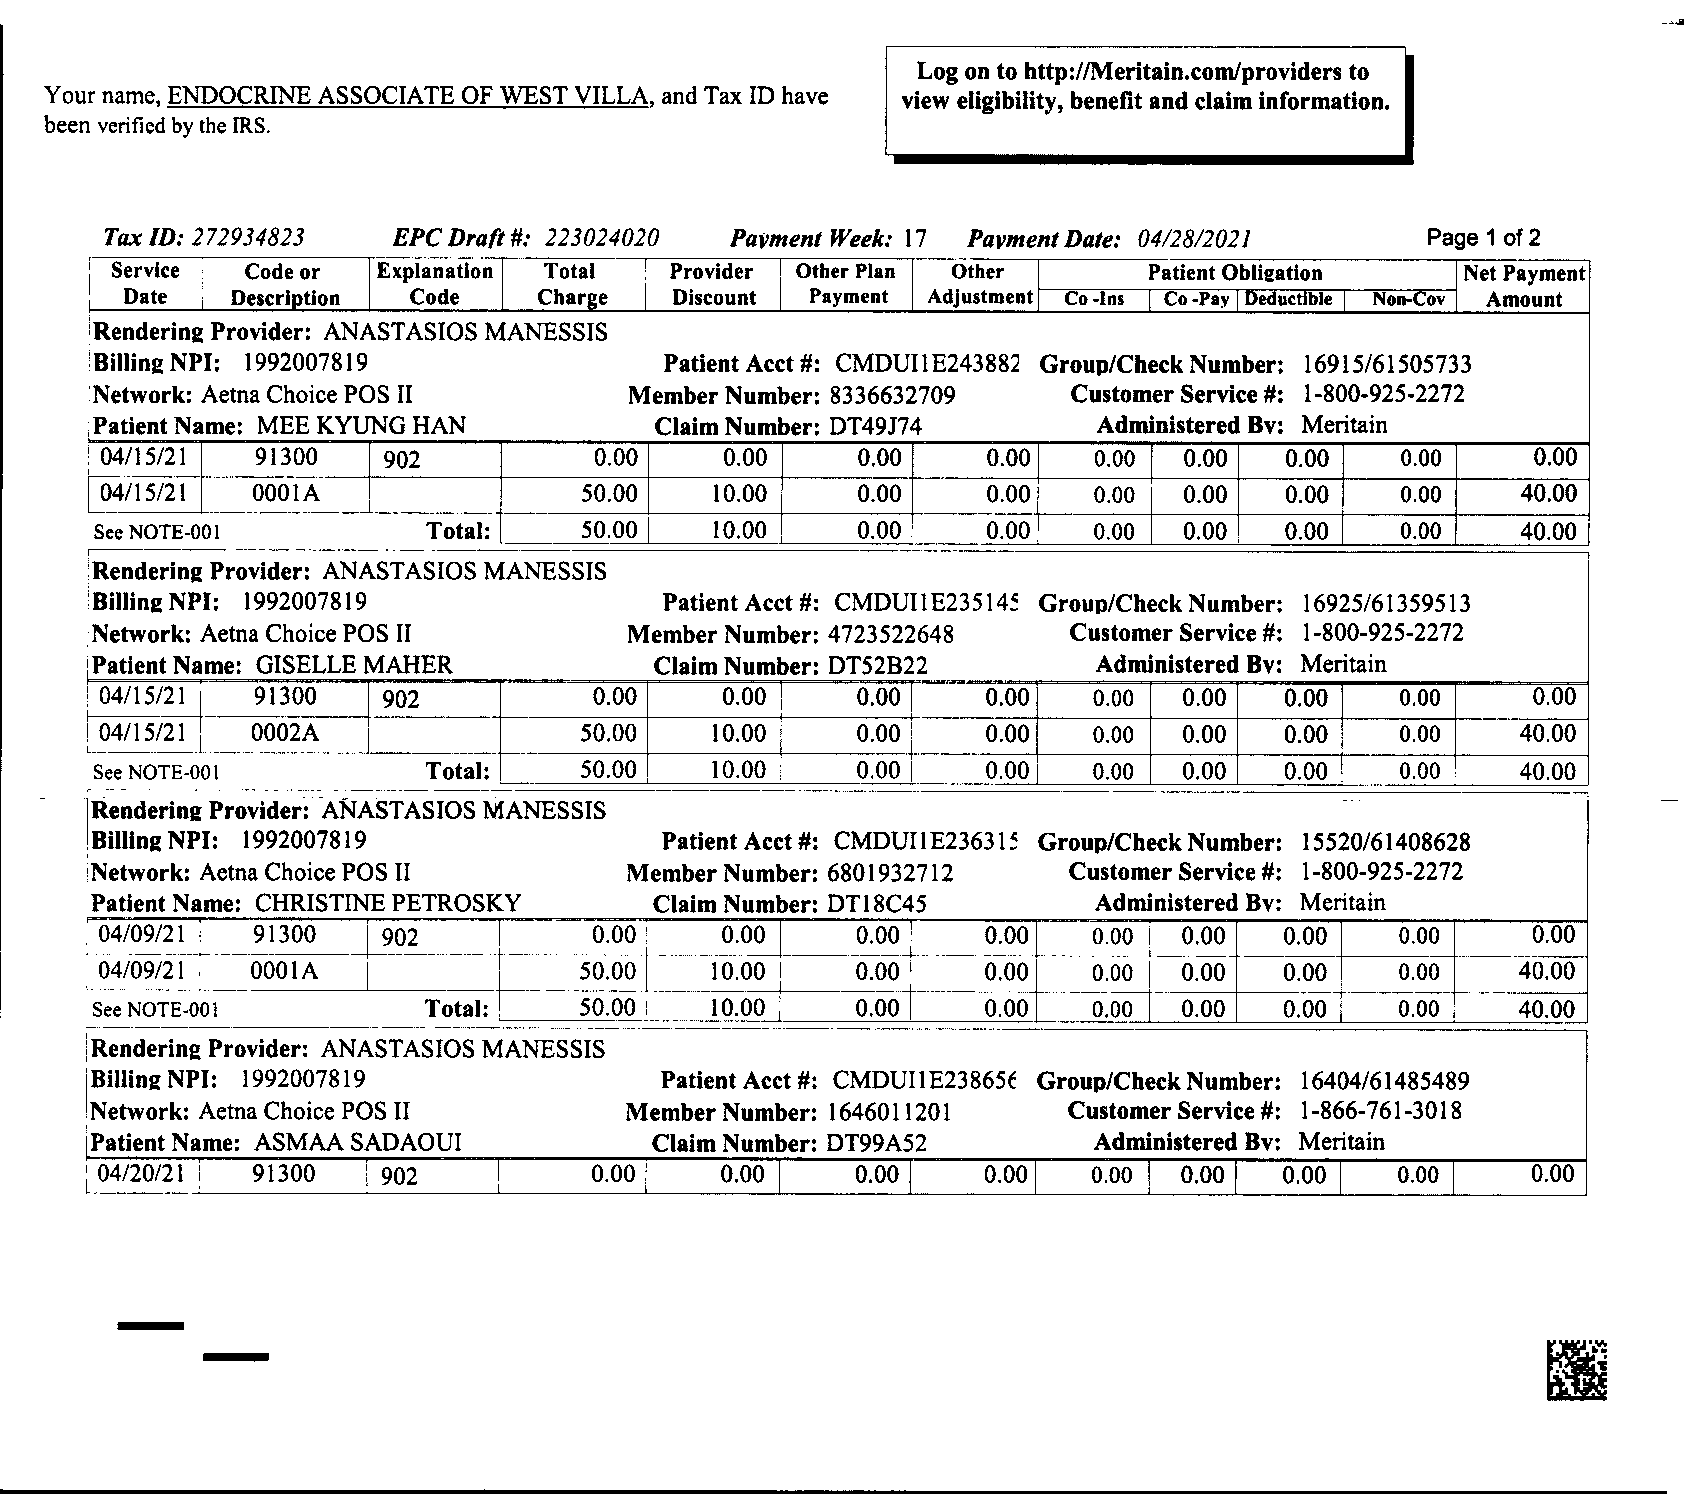 Log on to http://Meritain.com/providers to
view eligibility, benefit and claim information.
Your name, ENDOCRINE ASSOCIATE OF WEST VILLA, and Tax ID have
been verified by the IRS.
Tax ID: 272934823 EPC Draft #: 223024020 Payment Week: 17 Payment Date: 04/28/2021 Page 1 of 2
Service Code or Explanation Total Provider Other Plan Other Patient Obligation Net Payment
Date Description Code Charge Discount Payment Adjustment Co -Ins Co -Pay Deductible Non-Cov Amount
Rendering Provider: ANASTASIOS MANESSIS
Billing NPI: 1992007819 Patient Acct #: CMDUI1E243882 Group/Check Number: 16915/61505733
Network: Aetna Choice POS II Member Number: 8336632709 Customer Service #: 1-800-925-2272
Patient Name: MEE KYUNG HAN Claim Number: DT49J74 Administered By: Meritain
04/15/21 91300 902 0.00 0.00 0.00 0.00 0.00 0.00 0.00 0.00 0.00
04/15/21 0001A 50.00 10.00 0.00 0.00 0.00 0.00 0.00 0.00 40.00
See NOTE-001 Total: 50.00 10.00 0.00 0.00 0.00 0.00 0.00 0.00 40.00
Rendering Provider: ANASTASIOS MANESSIS
Billing NPI: 1992007819 Patient Acct #: CMDUI1E235145 Group/Check Number: 16925/61359513
Network: Aetna Choice POS II Member Number: 4723522648 Customer Service #: 1-800-925-2272
Patient Name: GISELLE MAHER Claim Number: DT52B22 Administered By: Meritain
04/15/21 91300 902 0.00 0.00 0.00 0.00 0.00 0.00 0.00 0.00 0.00
04/15/21 0002A 50.00 10.00 0.00 0.00 0.00 0.00 0.00 0.00 40.00
See NOTE-001 Total: 50.00 10.00 0.00 0.00 0.00 0.00 0.00 0.00 40.00
Rendering Provider: ANASTASIOS MANESSIS
Billing NPI: 1992007819 Patient Acct #: CMDUI1E236315 Group/Check Number: 15520/61408628
Network: Aetna Choice POS II Member Number: 6801932712 Customer Service #: 1-800-925-2272
Patient Name: CHRISTINE PETROSKY Claim Number: DT18C45 Administered By: Meritain
04/09/21 91300 902 0.00 0.00 0.00 0.00 0.00 0.00 0.00 0.00 0.00
04/09/21 0001A 50.00 10.00 0.00 0.00 0.00 0.00 0.00 0.00 40.00
See NOTE-001 Total: 50.00 10.00 0.00 0.00 0.00 0.00 0.00 0.00 40.00
Rendering Provider: ANASTASIOS MANESSIS
Billing NPI: 1992007819 Patient Acct #: CMDUI1E238656 Group/Check Number: 16404/61485489
Network: Aetna Choice POS II Member Number: 1646011201 Customer Service #: 1-866-761-3018
Patient Name: ASMAA SADAOUI Claim Number: DT99A52 Administered By: Meritain
04/20/21 91300 902 0.00 0.00 0.00 0.00 0.00 0.00 0.00 0.00 0.00